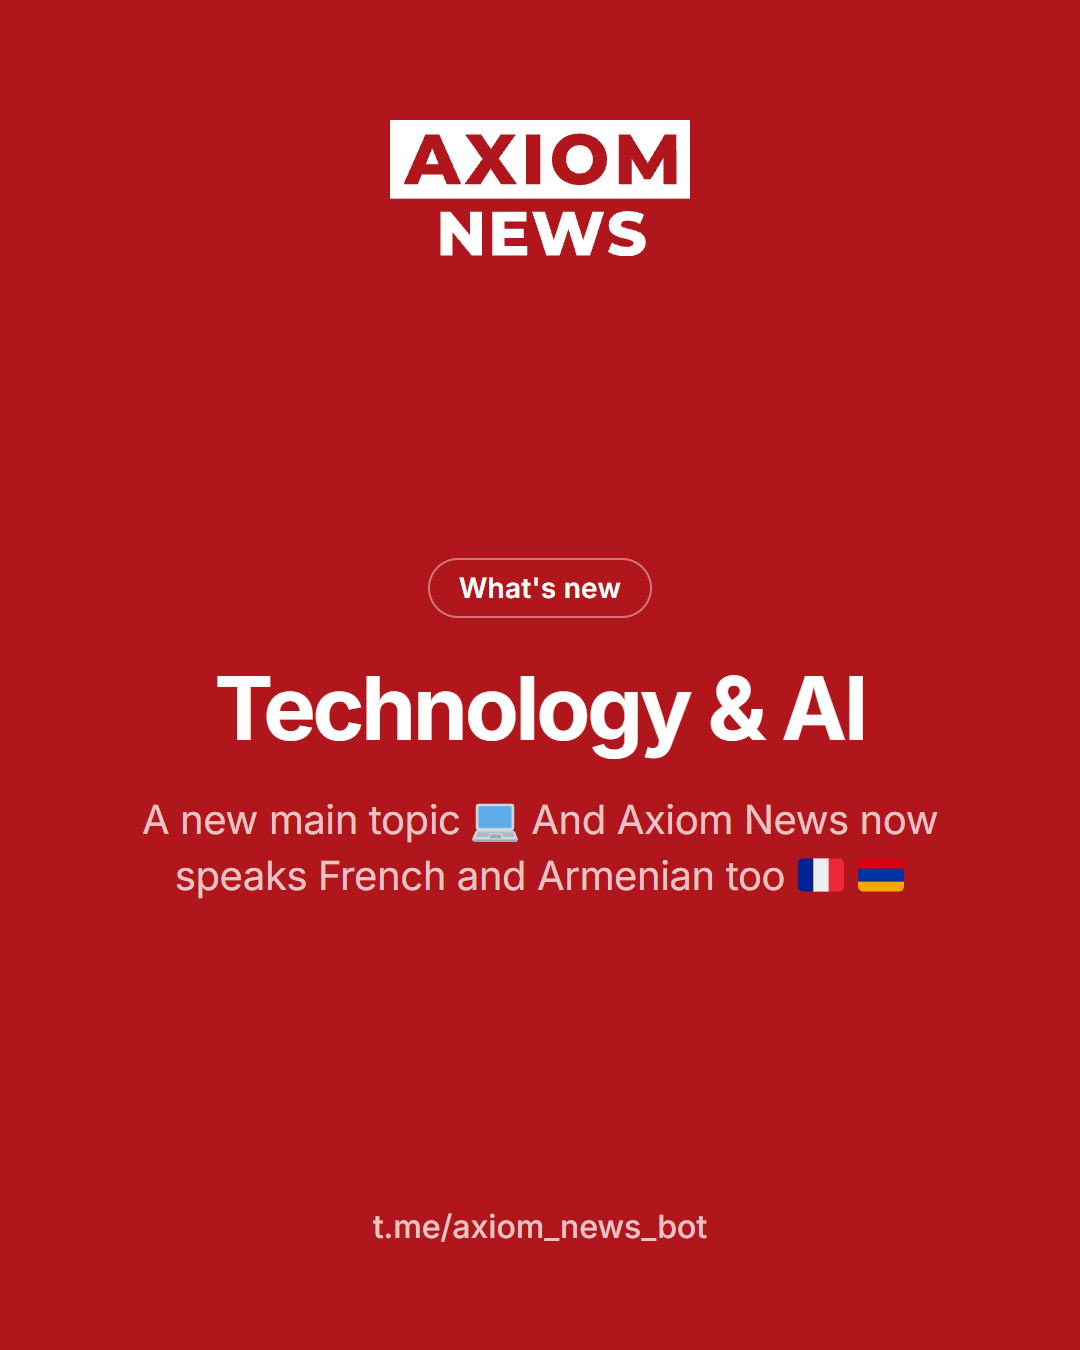 AXIOM
NEWS
What's new
Technology & AI
A new main topic 💻 And Axiom News now
speaks French and Armenian too 🇫🇷 🇦🇲
t.me/axiom_news_bot